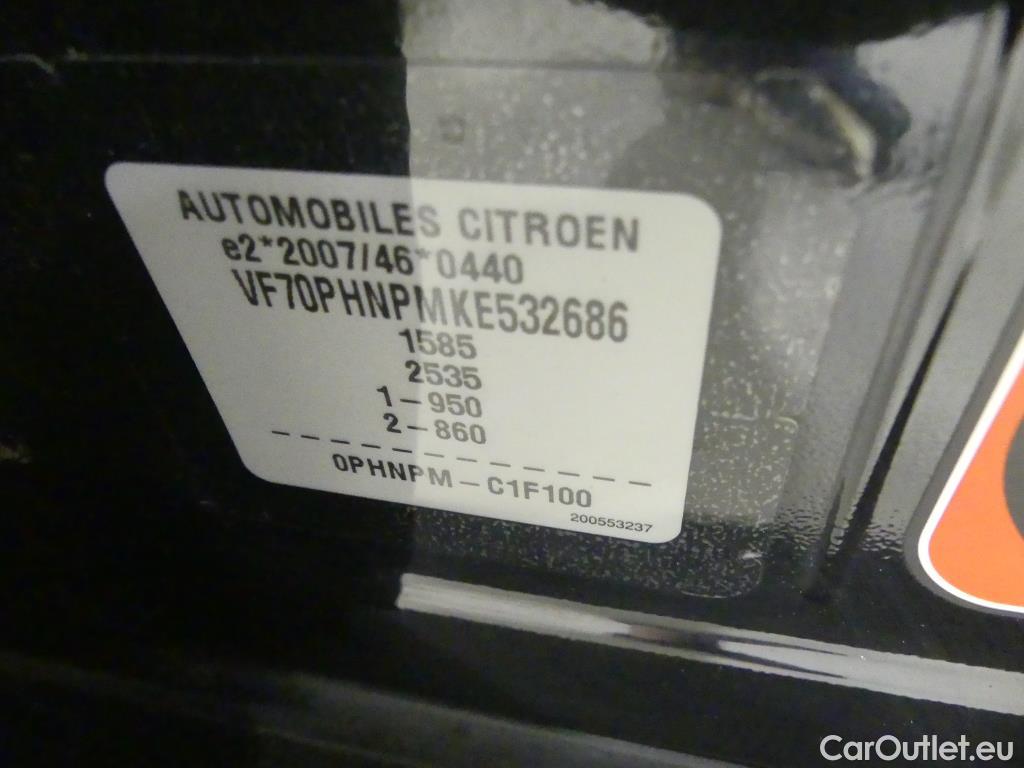 AUTOMOBILES CITROEN
e2*2007/46*0440
VF70PHNPMKE532686
1585
2535
1-950
2-860
0PHNPM-C1F100
200553237
CarOutlet.eu